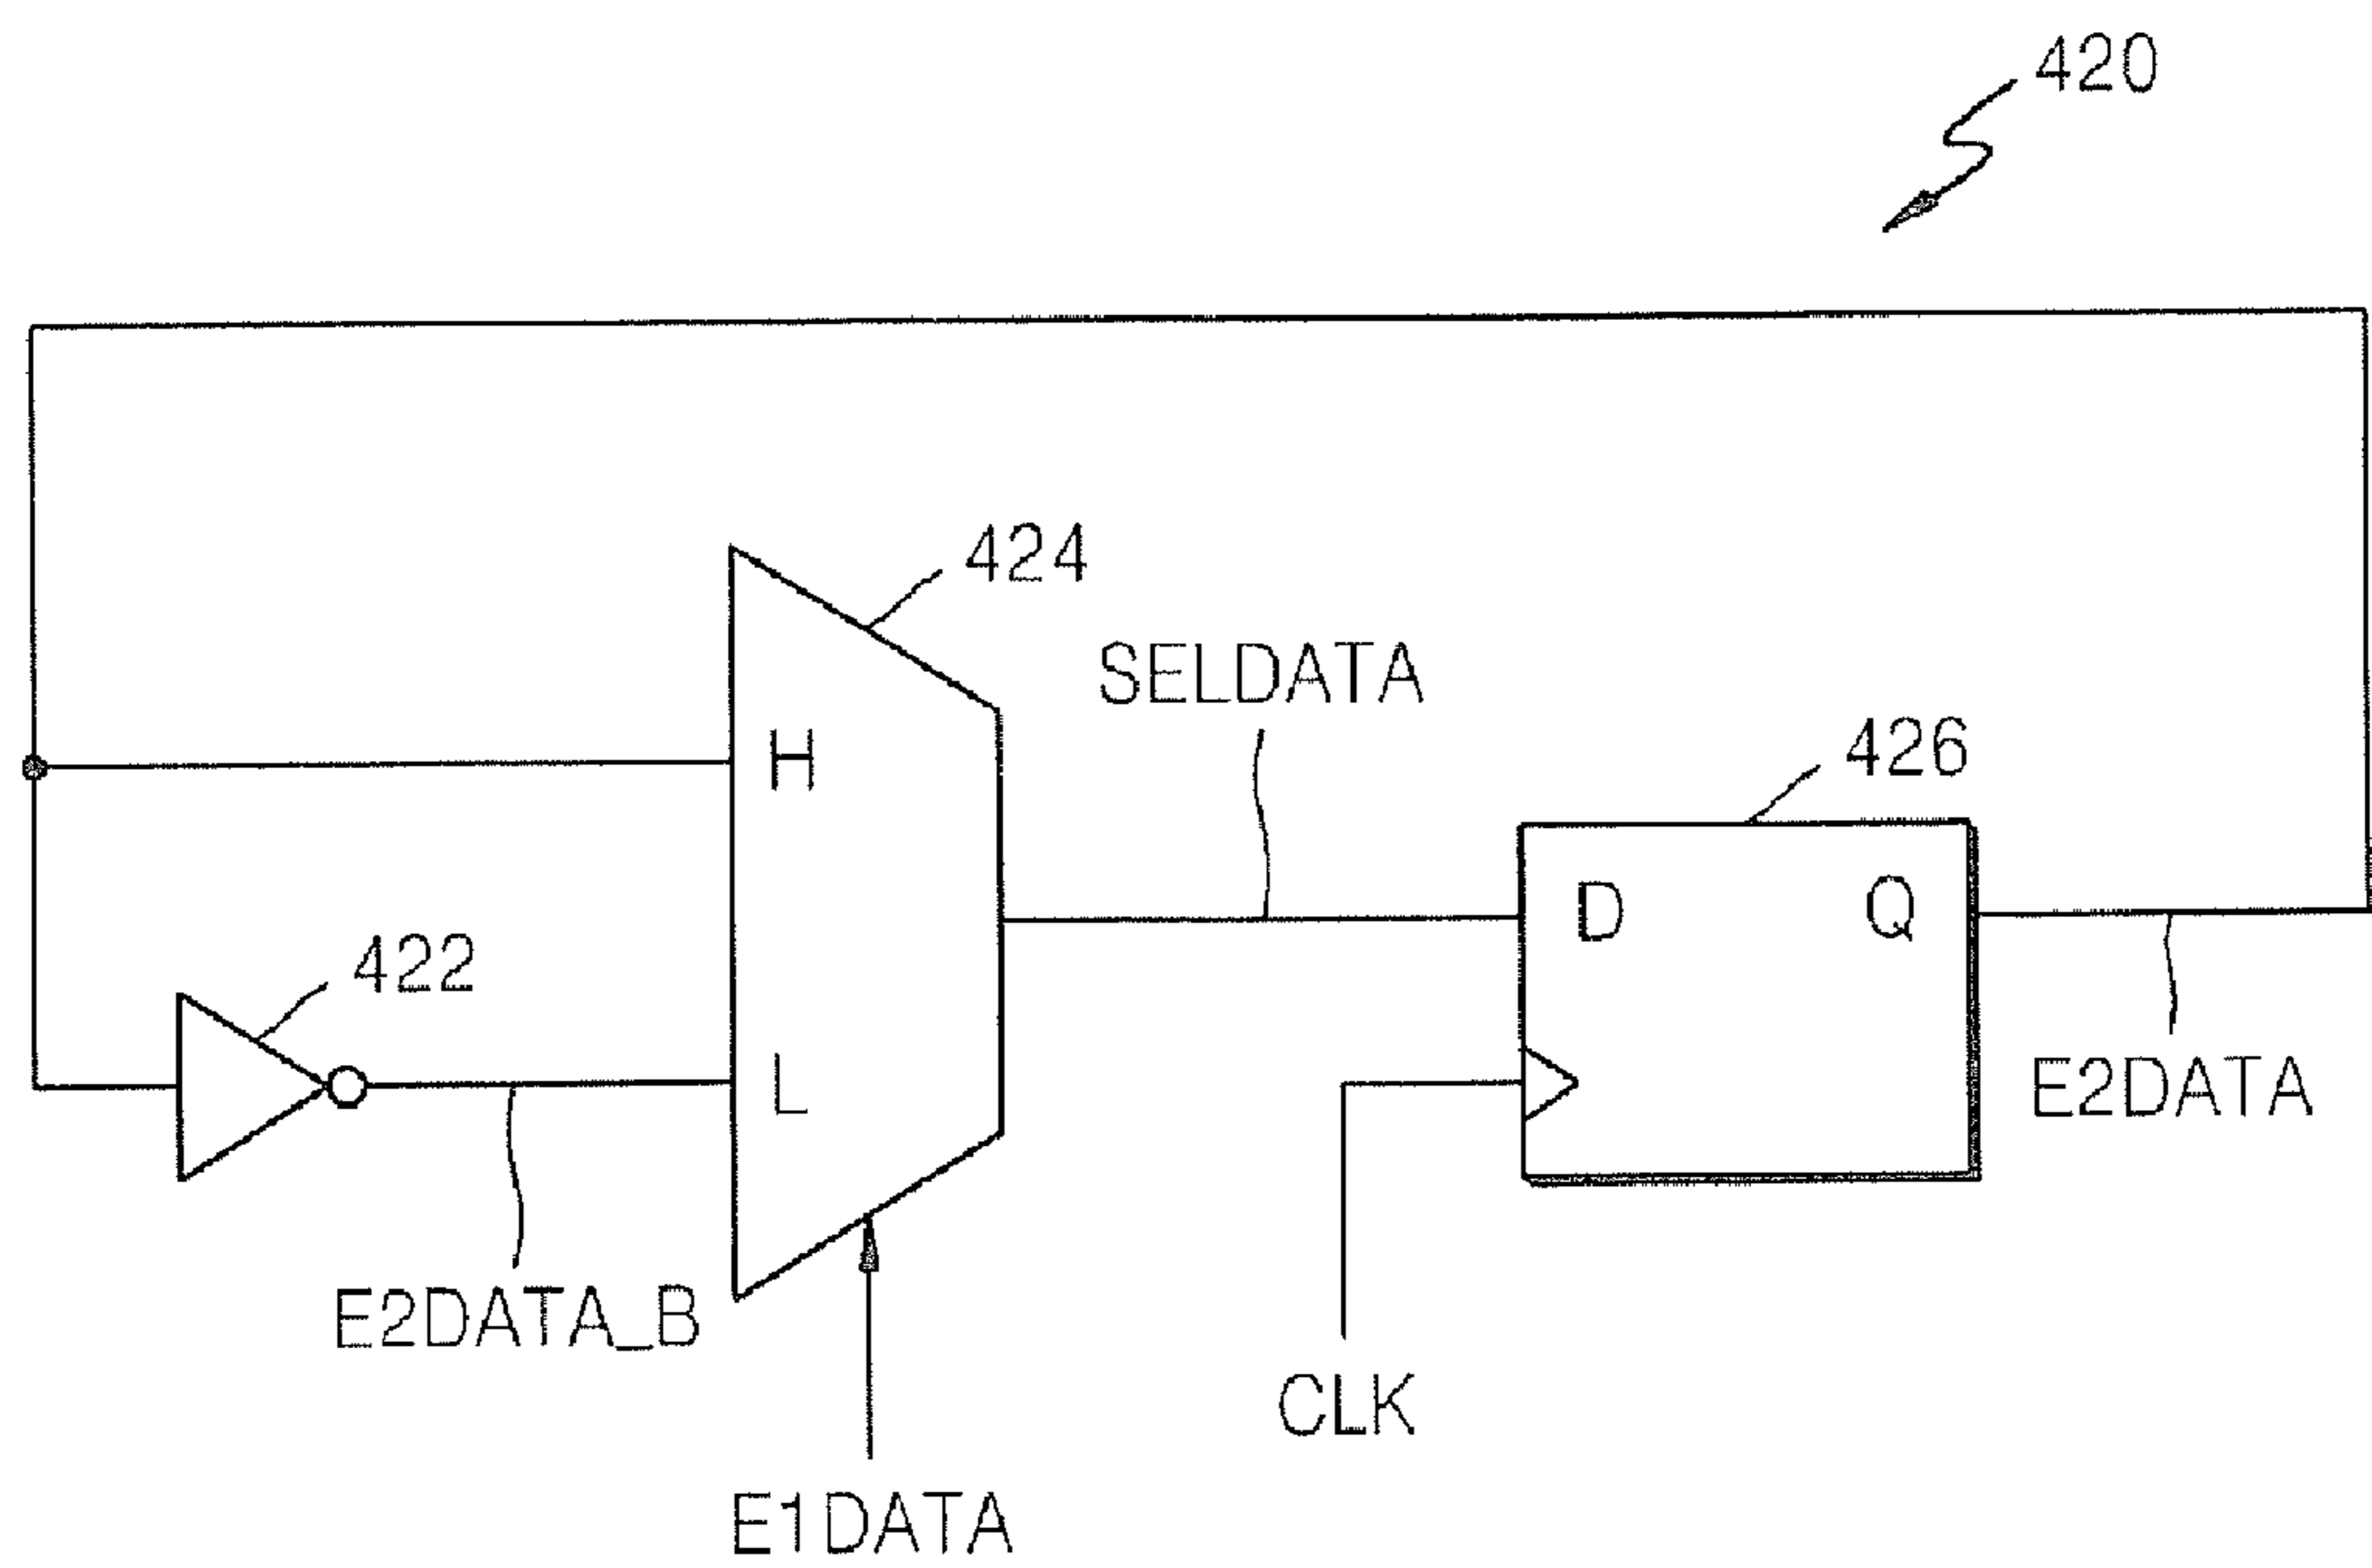 420
424
SELDATA
H
426
D
Q
422
L
E2DATA
E2DATA_B
CLK
E1DATA